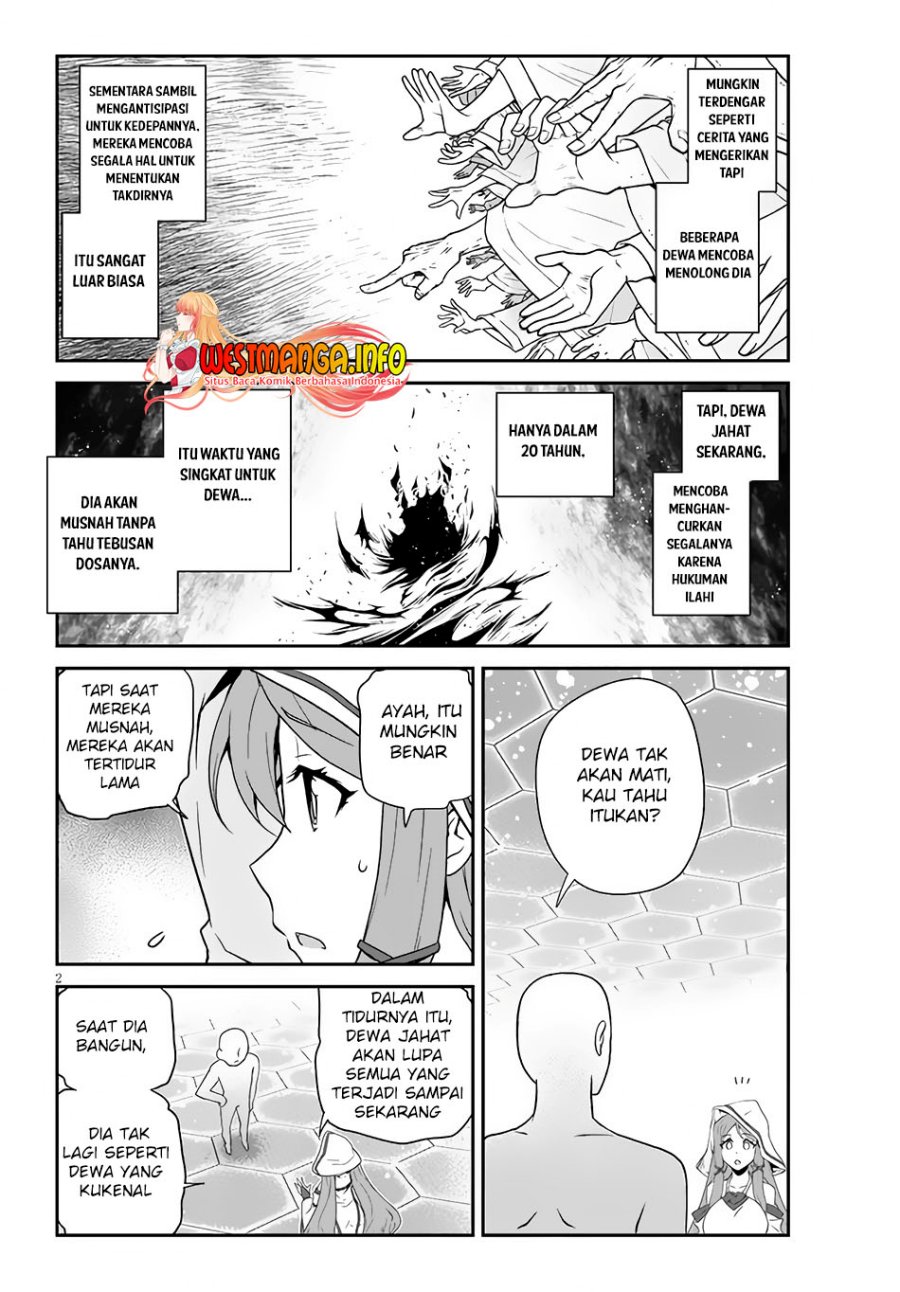 MUNGKIN
TERDENGAR
SEPERTI
CERITA YANG
MENGERIKAN
TAPI
BEBERAPA
DEWA MENCOBA
MENOLONG DIA
SEMENTARA SAMBIL
MENGANTISIPASI
UNTUK KEDEPANNYA,
MEREKA MENCOBA
SEGALA HAL UNTUK
MENENTUKAN
TAKDIRNYA
ITU SANGAT
LUAR BIASA
WESTMANGA.INFO
Situs Baca Komik Berbahasa Indonesia
TAPI, DEWA
JAHAT
SEKARANG,
MENCOBA
MENGHAN-
CURKAN
SEGALANYA
KARENA
HUKUMAN
ILAHI
HANYA DALAM
20 TAHUN,
ITU WAKTU YANG
SINGKAT UNTUK
DEWA...
DIA AKAN
MUSNAH TANPA
TAHU TEBUSAN
DOSANYA.
DEWA TAK
AKAN MATI,
KAU TAHU
ITUKAN?
AYAH, ITU
MUNGKIN
BENAR
TAPI SAAT
MEREKA
MUSNAH,
MEREKA AKAN
TERTIDUR
LAMA
2
DALAM
TIDURNYA ITU,
DEWA JAHAT
AKAN LUPA
SEMUA YANG
TERJADI SAMPAI
SEKARANG
SAAT DIA
BANGUN,
DIA TAK
LAGI SEPERTI
DEWA YANG
KUKENAL